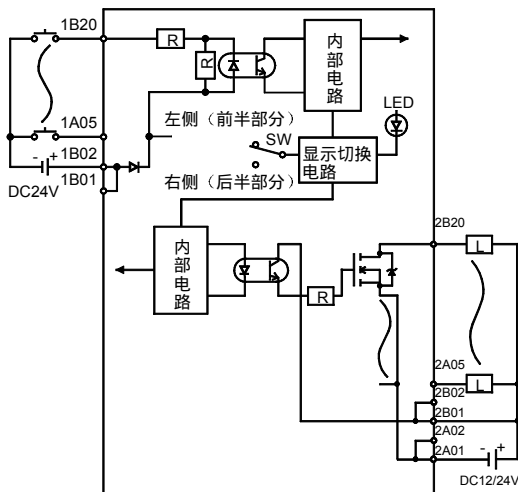 1B20
R
R
内部电路
LED
1A05
左侧（前半部分）
SW
显示切换
电路
- +
1B02
1B01
DC24V
右侧（后半部分）
内部电路
R
2B20
L
2A05
L
2B02
2B01
2A02
2A01
- +
DC12/24V